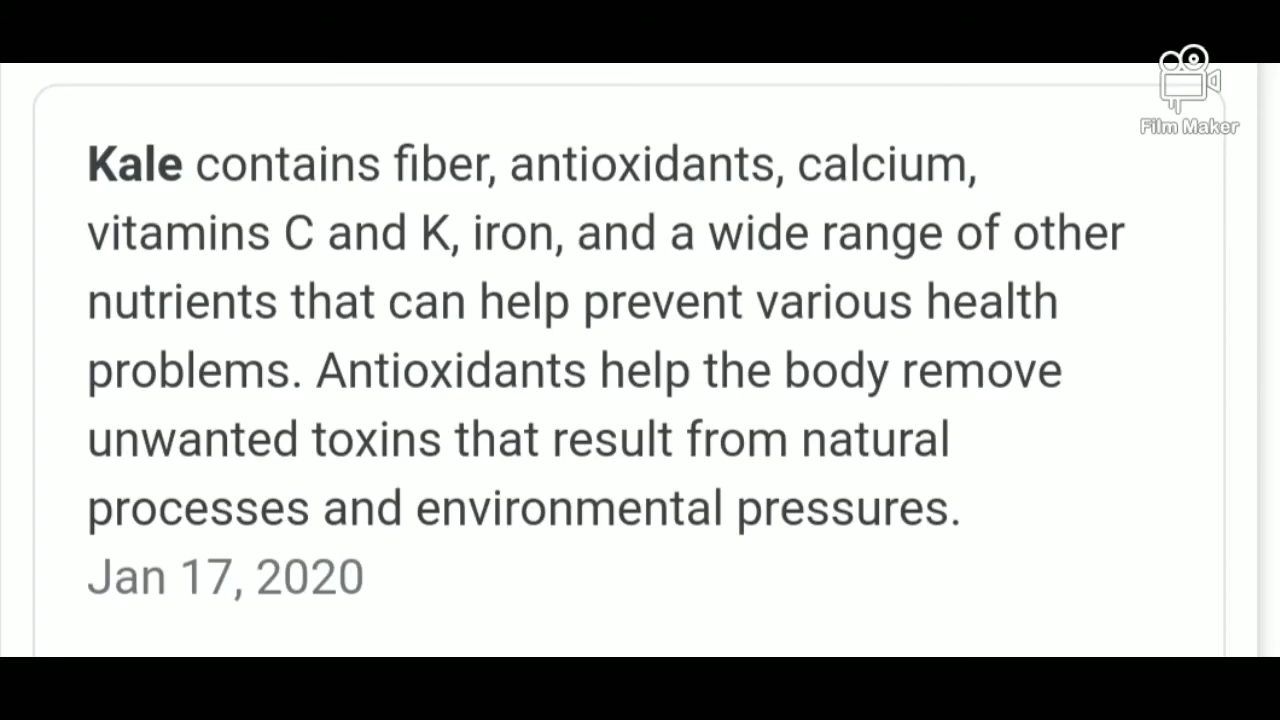 Film Maker
Kale contains fiber, antioxidants, calcium,
vitamins C and K, iron, and a wide range of other
nutrients that can help prevent various health
problems. Antioxidants help the body remove
unwanted toxins that result from natural
processes and environmental pressures.
Jan 17, 2020